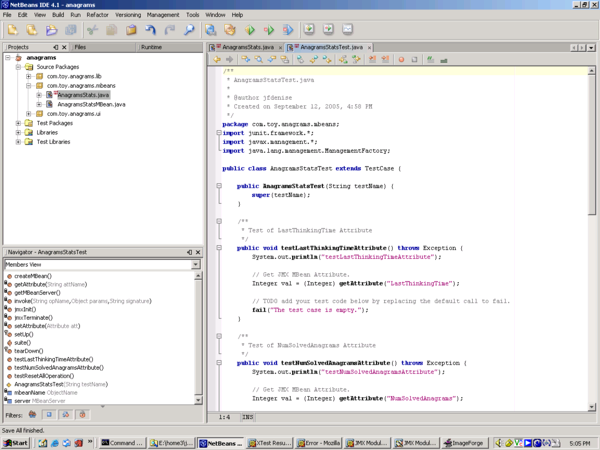 NetBeans IDE 4.1 - anagrams
File Edit View Navigate Source Build Run Refactor Versioning Management Tools Window Help
Projects
Files
Runtime
anagrams
Source Packages
com.toy.anagrams.lib
com.toy.anagrams.mbeans
AnagramsStats.java
AnagramsStatsMBean.java
com.toy.anagrams.ui
Test Packages
Libraries
Test Libraries
Navigator - AnagramsStatsTest
Members View
createMBean()
getAttribute(String attName)
getMBeanServer()
invoke(String opName,Object params,String signature)
jmxInit()
jmxTerminate()
setAttribute(Attribute att)
setUp()
suite()
tearDown()
testLastThinkingTimeAttribute()
testNumSolvedAnagramsAttribute()
testResetAllOperation()
AnagramsStatsTest(String testName)
mbeanName ObjectName
server MBeanServer
Filters:
AnagramsStats.java
AnagramsStatsTest.java
/**
* AnagramsStatsTest.java
*
* @author jfdenise
* Created on September 12, 2005, 4:58 PM
*/
package com.toy.anagrams.mbeans;
import junit.framework.*;
import javax.management.*;
import java.lang.management.ManagementFactory;
public class AnagramsStatsTest extends TestCase {
public AnagramsStatsTest(String testName) {
super(testName);
}
/**
* Test of LastThinkingTime Attribute
*/
public void testLastThinkingTimeAttribute() throws Exception {
System.out.println("testLastThinkingTimeAttribute");
// Get JMX MBean Attribute.
Integer val = (Integer) getAttribute("LastThinkingTime");
// TODO add your test code below by replacing the default call to fail.
fail("The test case is empty.");
}
/**
* Test of NumSolvedAnagrams Attribute
*/
public void testNumSolvedAnagramsAttribute() throws Exception {
System.out.println("testNumSolvedAnagramsAttribute");
// Get JMX MBean Attribute.
Integer val = (Integer) getAttribute("NumSolvedAnagrams");
1:4 INS
Save All finished.
Start
Command ...
E:\home3\j...
NetBeans ...
XTest Resu...
Error - Mozilla
JMX Modul...
JMX Modul...
ImageForge
5:05 PM